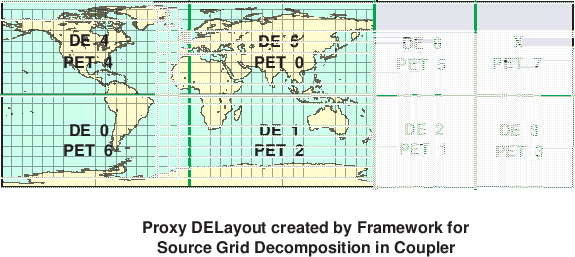 DE 4
PET 4
DE 5
PET 0
DE 6
PET 5
X
PET 7
DE 0
PET 6
DE 1
PET 2
DE 2
PET 1
DE 3
PET 3
Proxy DELayout created by Framework for
Source Grid Decomposition in Coupler